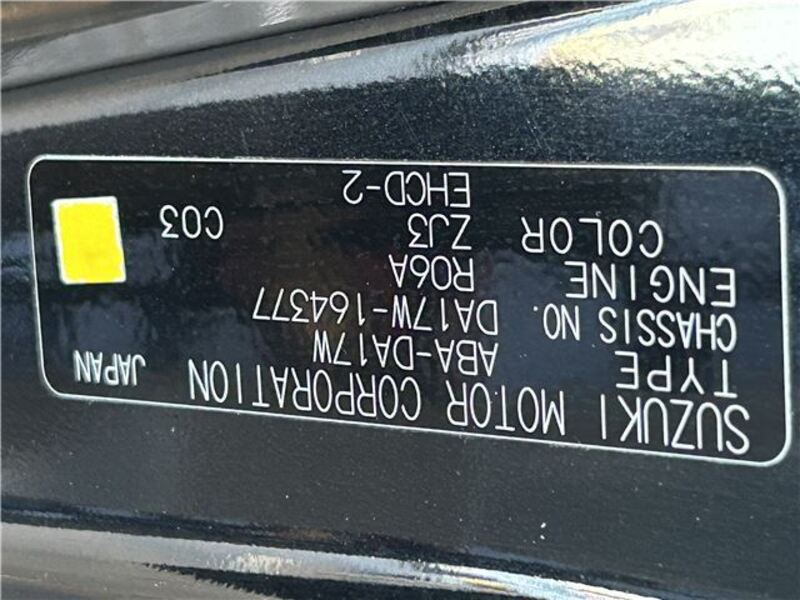 SUZUKI MOTOR CORPORATION JAPAN
TYPE ABA-DA17W
CHASSIS NO. DA17W-164377
ENGINE R06A
COLOR ZJ3 C03
EHCD-2